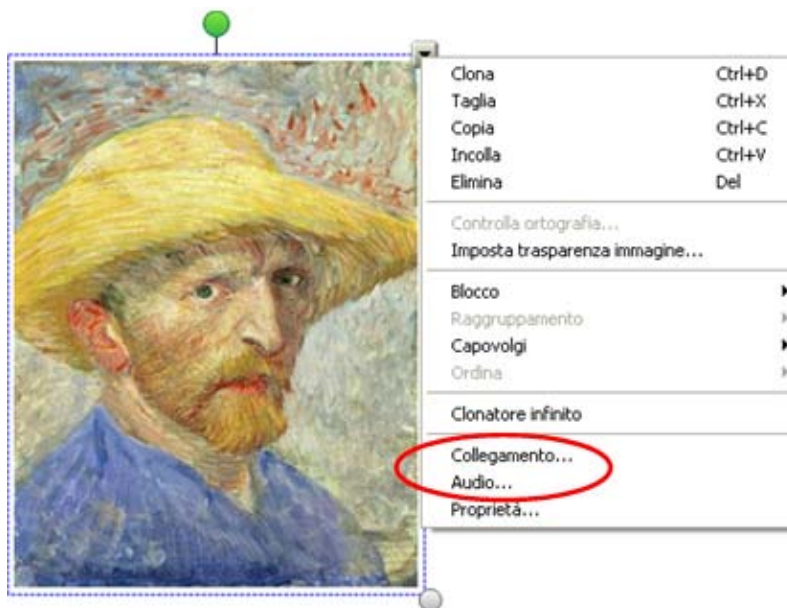 Clona Ctrl+D
Taglia Ctrl+X
Copia Ctrl+C
Incolla Ctrl+V
Elimina Del
Controlla ortografia...
Imposta trasparenza immagine...
Blocco
Raggruppamento
Capovolgi
Ordina
Clonatore infinito
Collegamento...
Audio...
Proprietà...